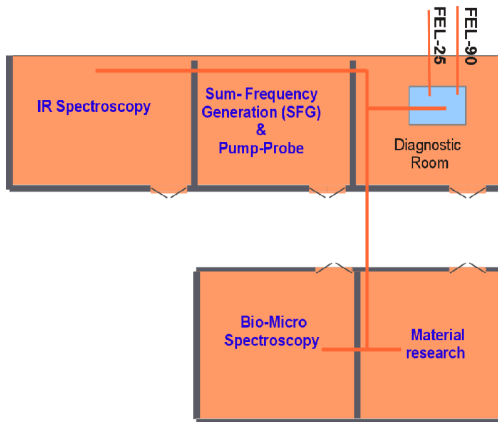 FEL-25
FEL-90
IR Spectroscopy
Sum- Frequency
Generation (SFG)
&
Pump-Probe
Diagnostic
Room
Bio-Micro
Spectroscopy
Material
research